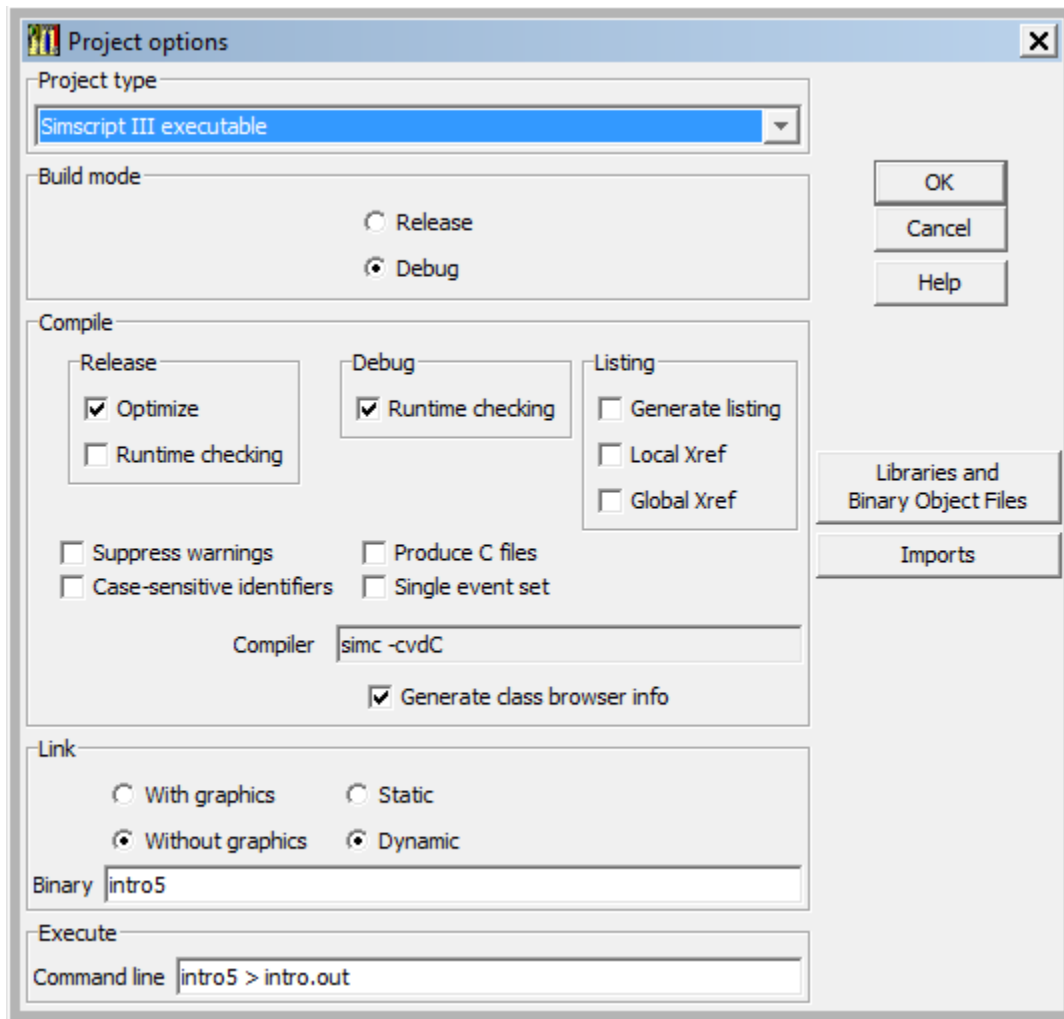 Project options
Project type
Simscript III executable
Build mode
Release
Debug
OK
Cancel
Help
Compile
Release
Optimize
Runtime checking
Debug
Runtime checking
Listing
Generate listing
Local Xref
Global Xref
Suppress warnings
Produce C files
Case-sensitive identifiers
Single event set
Compiler simc -cvdC
Generate class browser info
Libraries and
Binary Object Files
Imports
Link
With graphics
Static
Without graphics
Dynamic
Binary intro5
Execute
Command line intro5 > intro.out